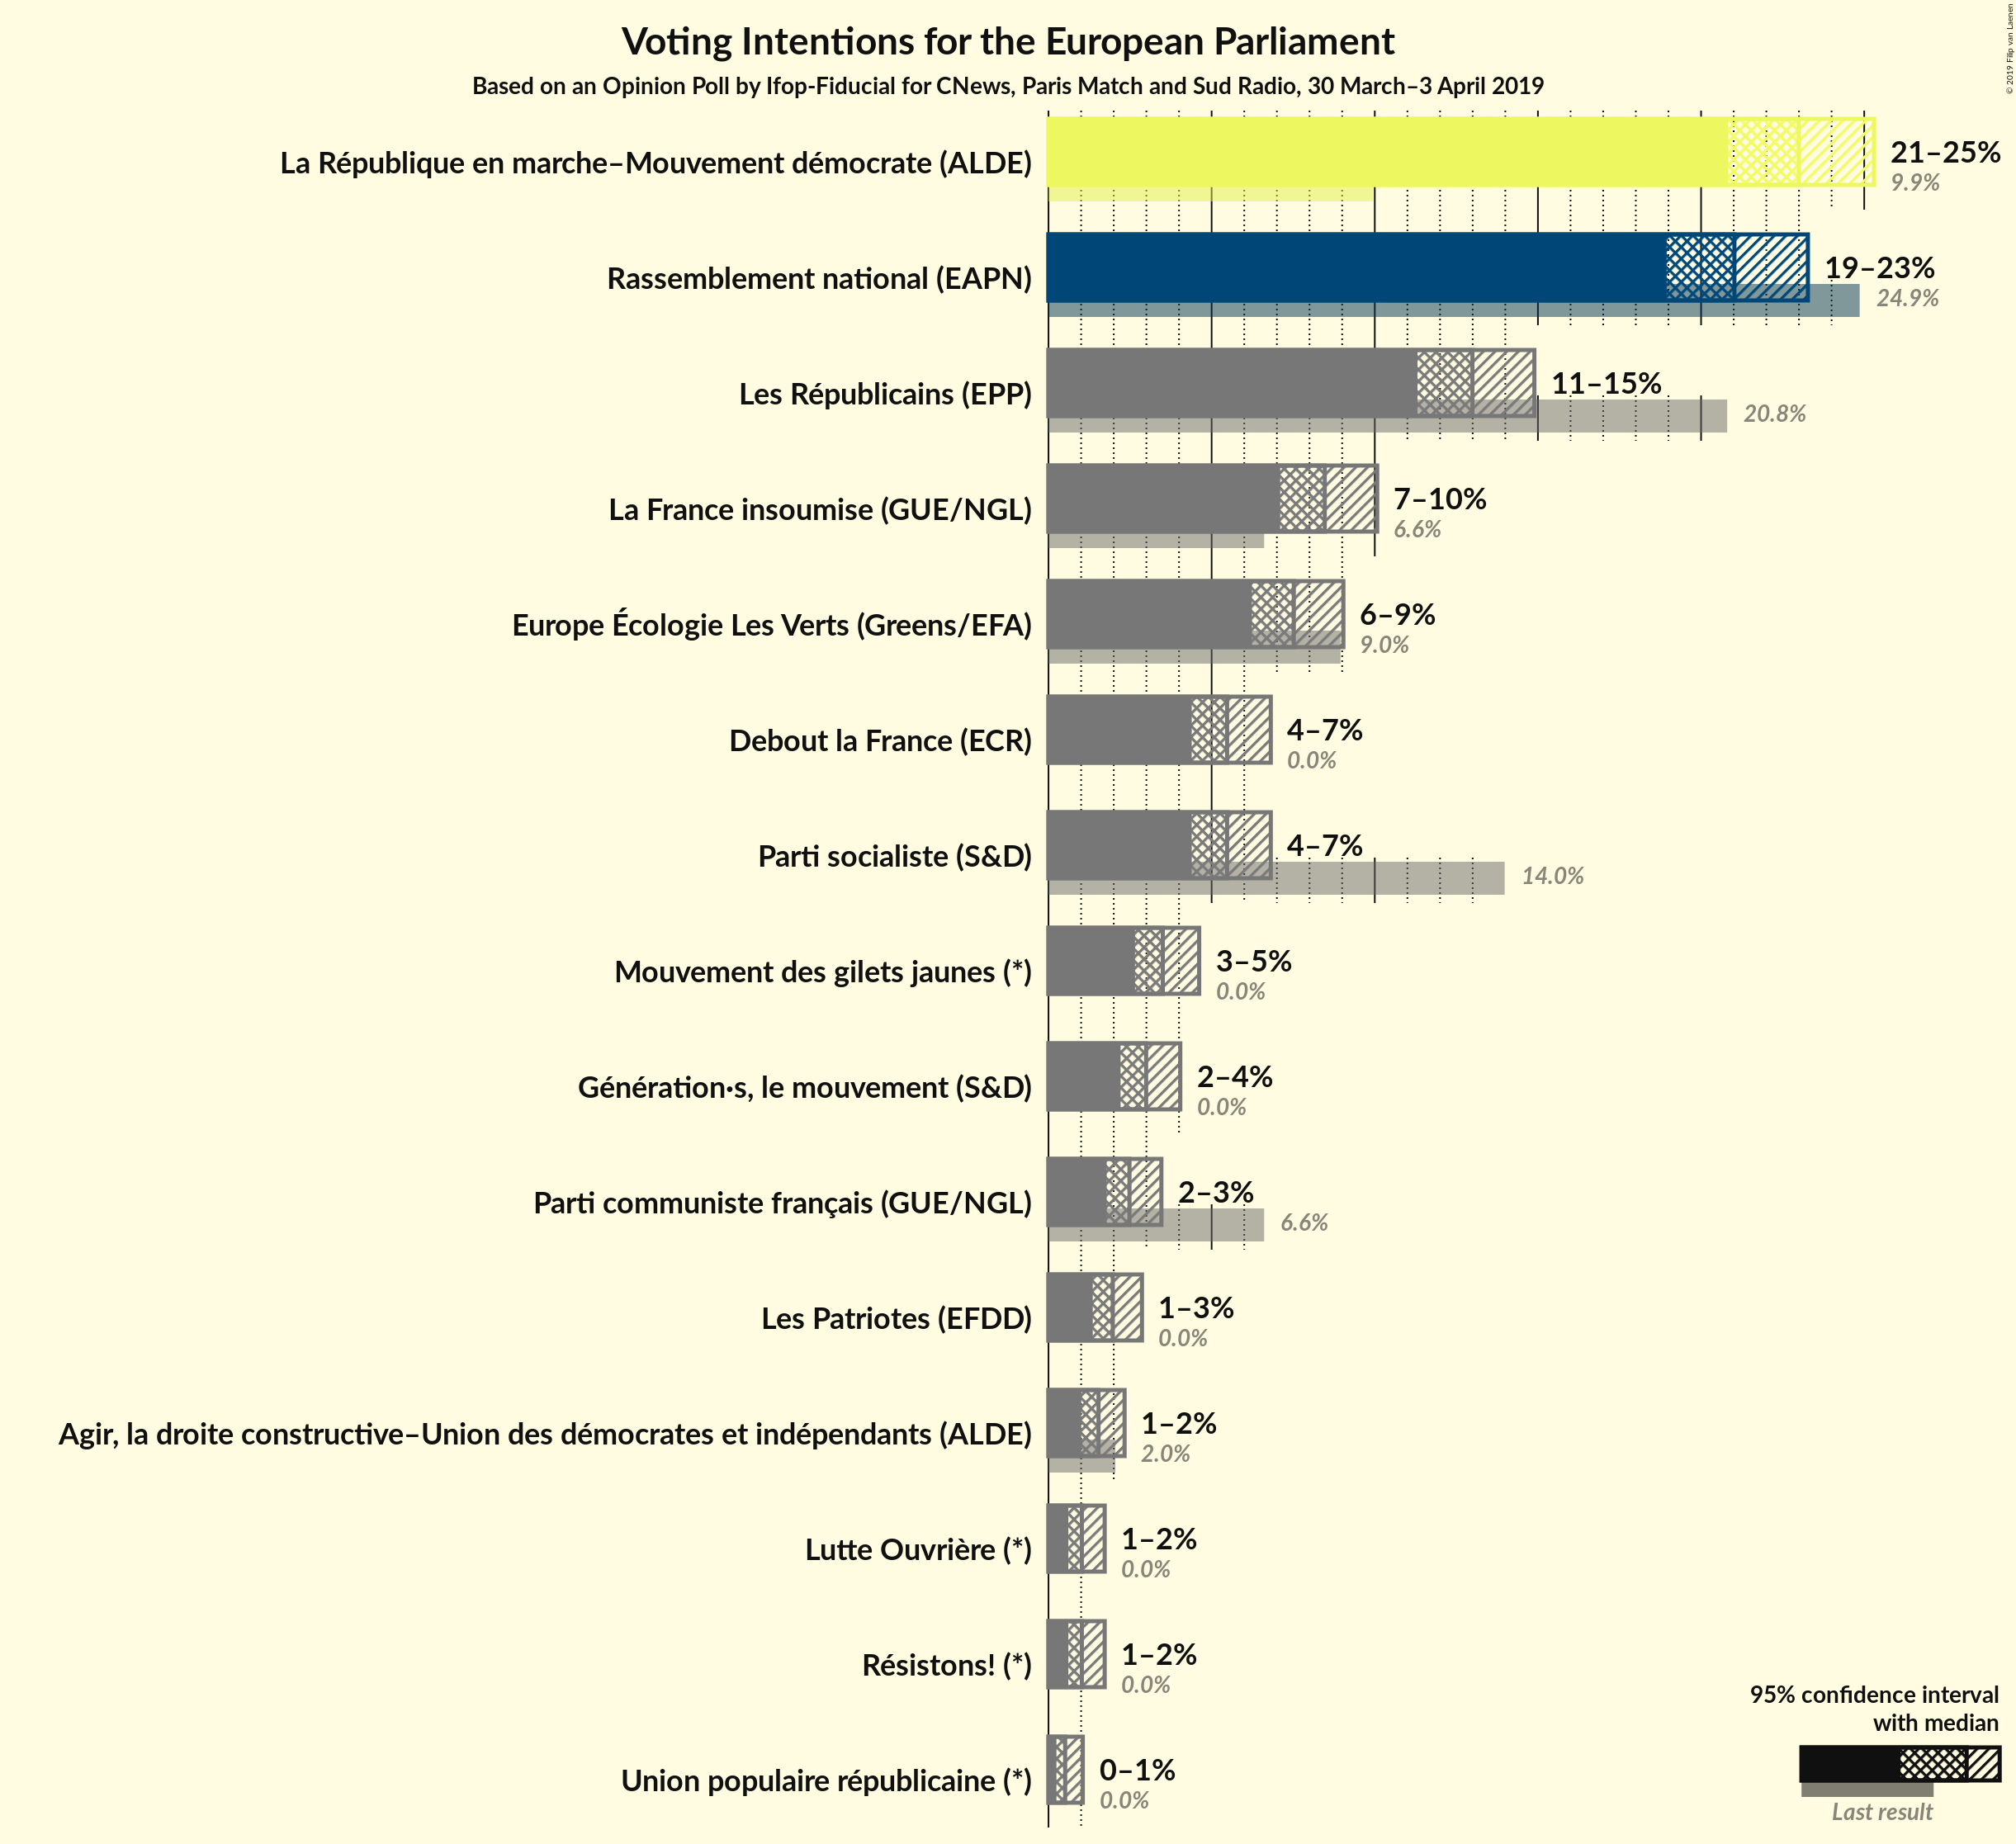 Voting Intentions for the European Parliament
Based on an Opinion Poll by Ifop-Fiducial for CNews, Paris Match and Sud Radio, 30 March–3 April 2019
© 2019 Filip van Laenen
La République en marche–Mouvement démocrate (ALDE)
21–25%
9.9%
Rassemblement national (EAPN)
19–23%
24.9%
Les Républicains (EPP)
11–15%
20.8%
La France insoumise (GUE/NGL)
7–10%
6.6%
Europe Écologie Les Verts (Greens/EFA)
6–9%
9.0%
Debout la France (ECR)
4–7%
0.0%
Parti socialiste (S&D)
4–7%
14.0%
Mouvement des gilets jaunes (*)
3–5%
0.0%
Génération·s, le mouvement (S&D)
2–4%
0.0%
Parti communiste français (GUE/NGL)
2–3%
6.6%
Les Patriotes (EFDD)
1–3%
0.0%
Agir, la droite constructive–Union des démocrates et indépendants (ALDE)
1–2%
2.0%
Lutte Ouvrière (*)
1–2%
0.0%
Résistons! (*)
1–2%
0.0%
Union populaire républicaine (*)
0–1%
0.0%
95% confidence interval
with median
Last result